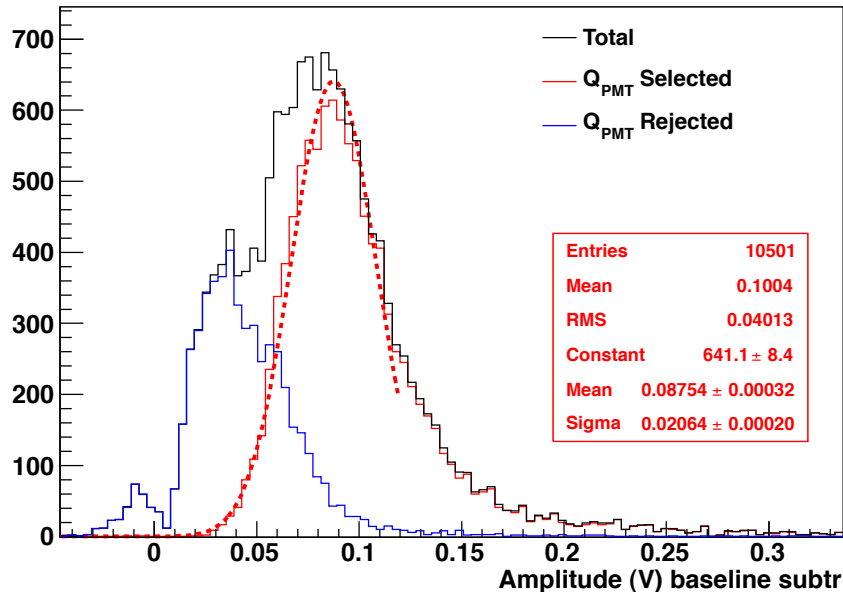 700
600
500
400
300
200
100
0
Total
Q_PMT Selected
Q_PMT Rejected
Entries 10501
Mean 0.1004
RMS 0.04013
Constant 641.1 ± 8.4
Mean 0.08754 ± 0.00032
Sigma 0.02064 ± 0.00020
0 0.05 0.1 0.15 0.2 0.25 0.3
Amplitude (V) baseline subtr